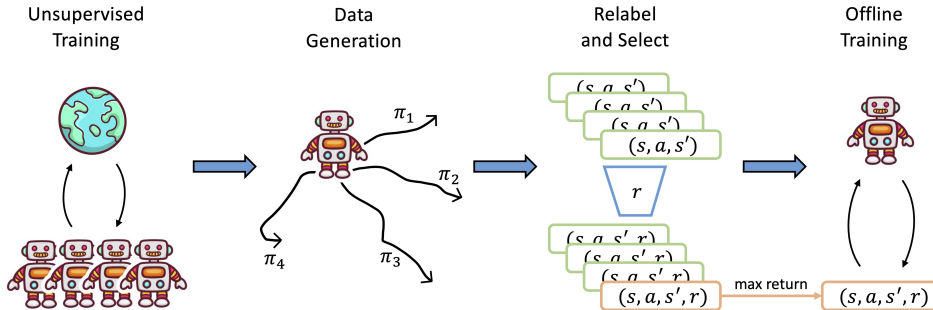 Unsupervised
Training
Data
Generation
Relabel
and Select
Offline
Training
π₁
π₂
π₃
π₄
(s, a, s′)
(s, a, s′)
(s, a, s′)
(s, a, s′)
r
(s, a, s′, r)
(s, a, s′, r)
(s, a, s′, r)
(s, a, s′, r)
max return
(s, a, s′, r)